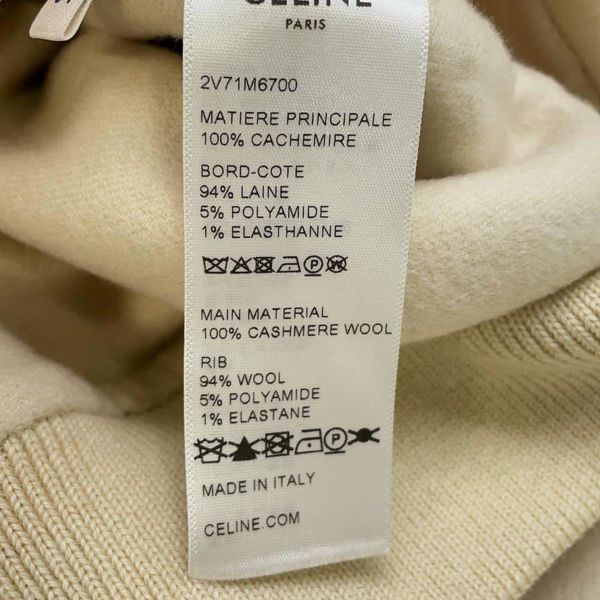 CELINE
PARIS
2V71M6700
MATIERE PRINCIPALE
100% CACHEMIRE
BORD-COTE
94% LAINE
5% POLYAMIDE
1% ELASTHANNE
P W
MAIN MATERIAL
100% CASHMERE WOOL
RIB
94% WOOL
5% POLYAMIDE
1% ELASTANE
P
MADE IN ITALY
CELINE.COM